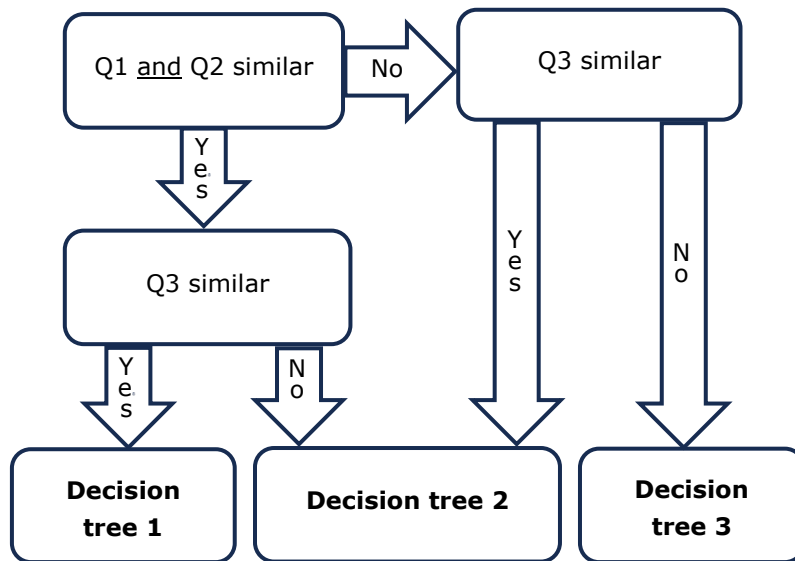 Q1 and Q2 similar
No
Q3 similar
Yes
Q3 similar
Yes
No
Yes
No
Decision
tree 1
Decision tree 2
Decision
tree 3